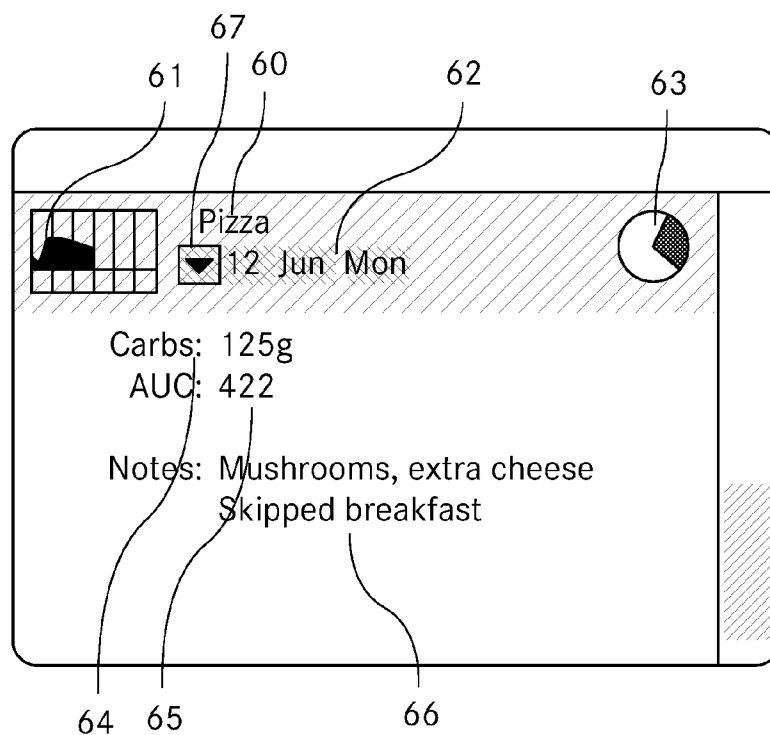 67
61 60 62 63
Pizza
12 Jun Mon
Carbs: 125g
AUC: 422
Notes: Mushrooms, extra cheese
Skipped breakfast
64 65 66